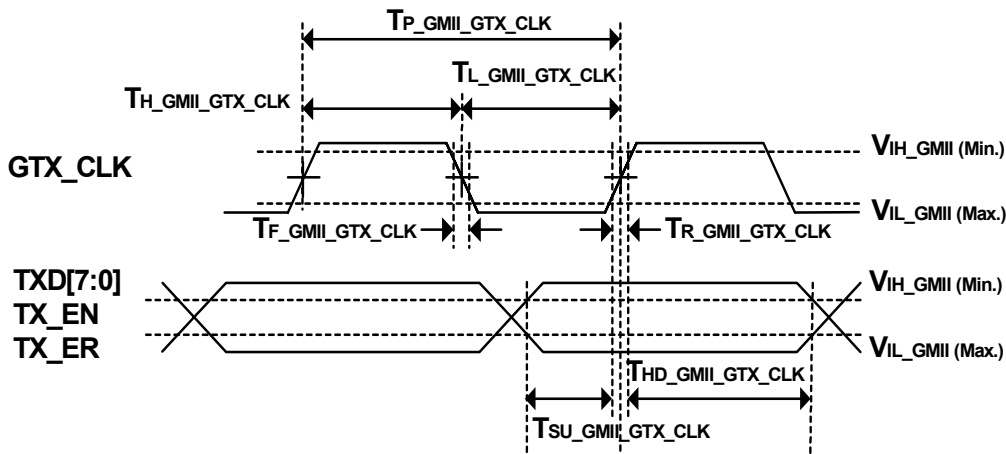 TP_GMII_GTX_CLK
TL_GMII_GTX_CLK
TH_GMII_GTX_CLK
GTX_CLK
VIH_GMII (Min.)
VIL_GMII (Max.)
TF_GMII_GTX_CLK
TR_GMII_GTX_CLK
TXD[7:0]
TX_EN
TX_ER
VIH_GMII (Min.)
VIL_GMII (Max.)
THD_GMII_GTX_CLK
TSU_GMII_GTX_CLK